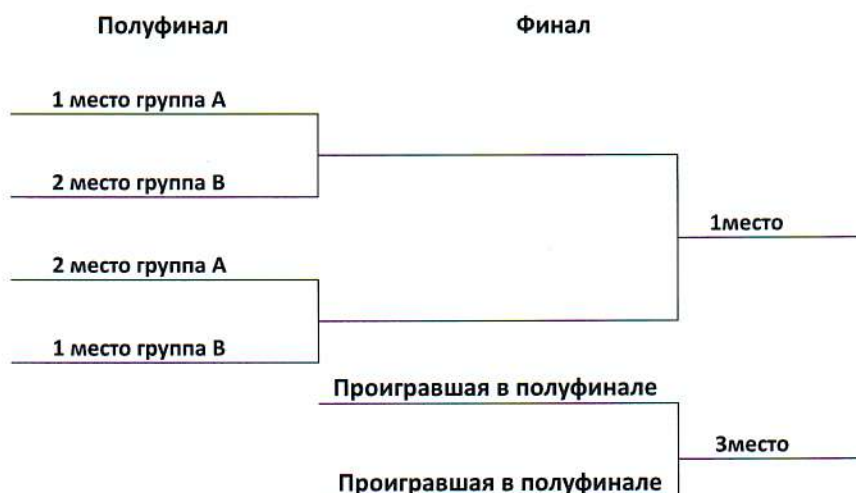 Полуфинал
Финал
1 место группа А
2 место группа В
1место
2 место группа А
1 место группа В
Проигравшая в полуфинале
3место
Проигравшая в полуфинале